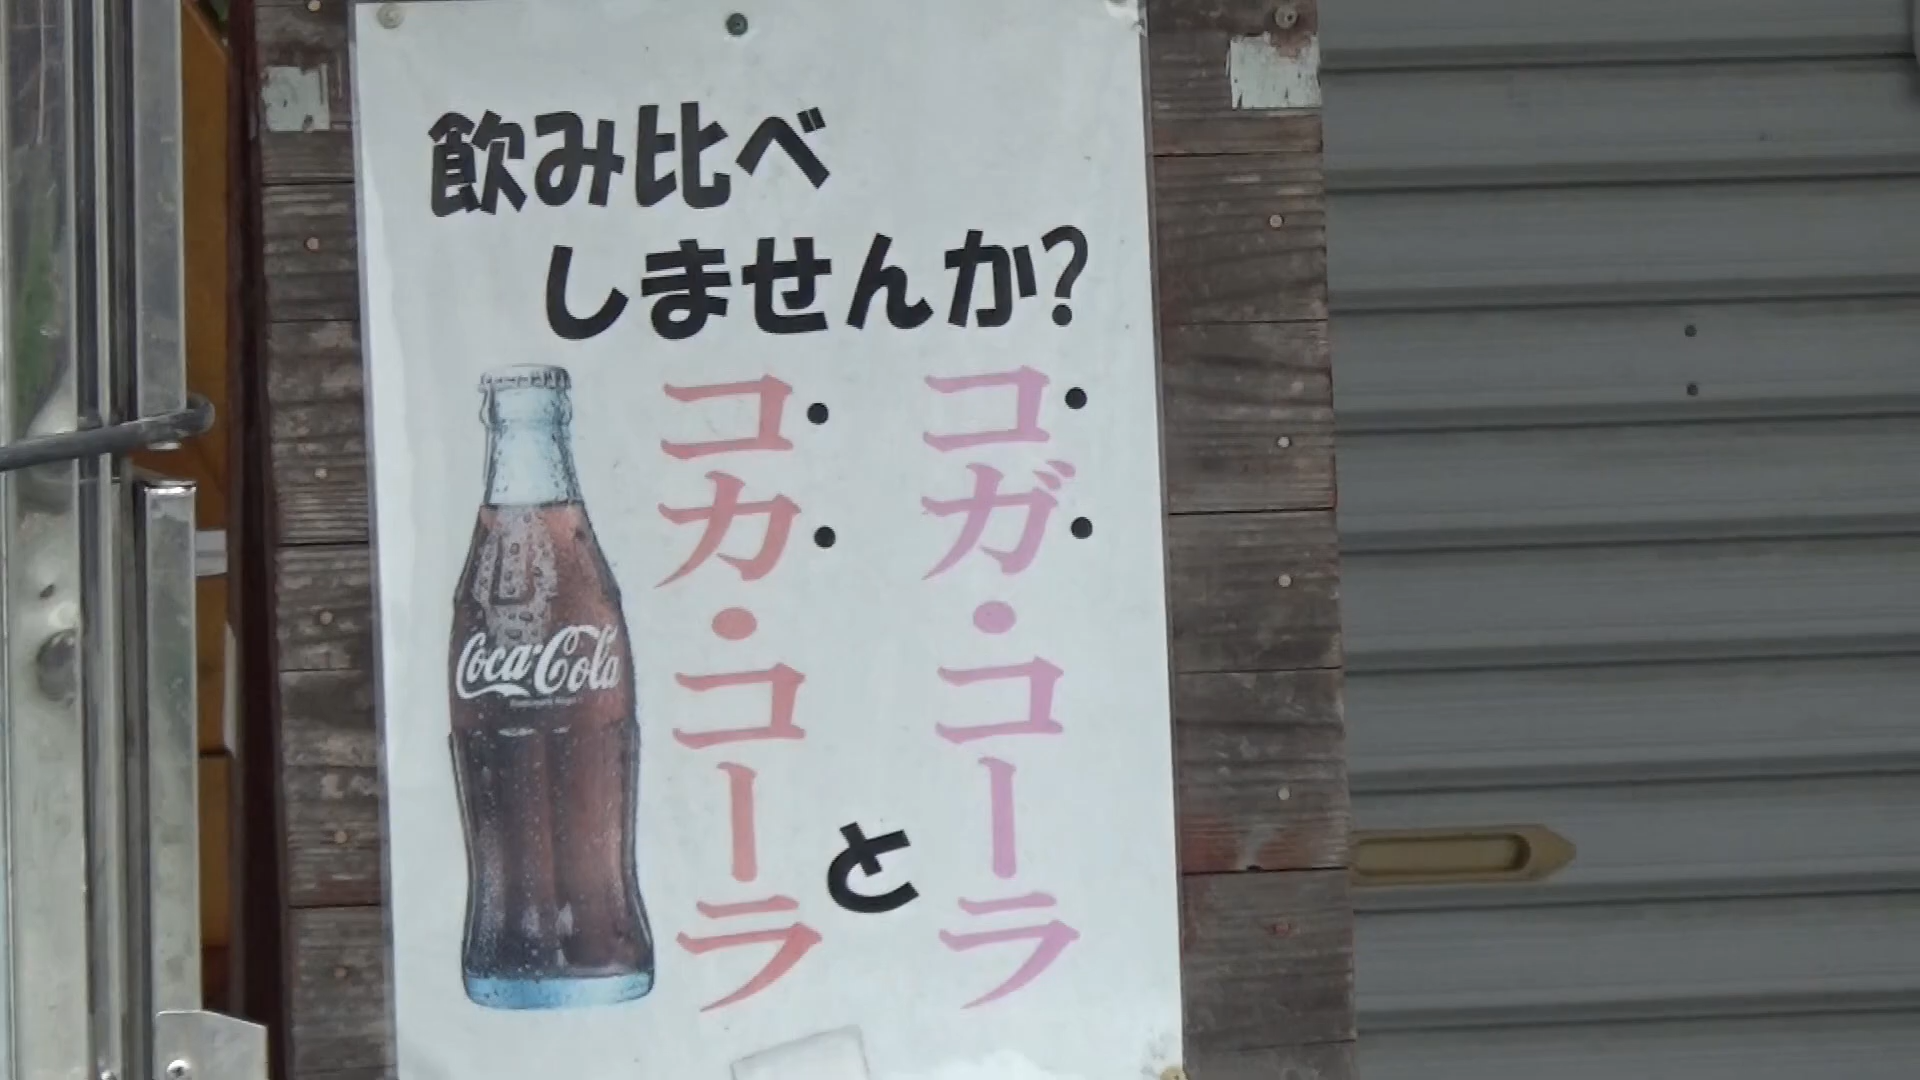 飲み比べ
しませんか?
コガ・コーラ
と
コカ・コーラ
Coca-Cola